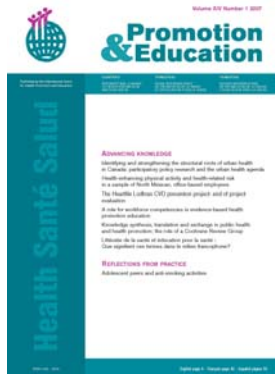 Volume XIV Number 1 2007
Promotion
& Education
ADVANCING KNOWLEDGE
Identifying and strengthening the structural roots of urban health
in Canada: participatory policy research and the urban health agenda
Health-enhancing physical activity and health-related risk
in a sample of North Mexican, office-based employees
The Heartfile Lodhran CVD prevention project: end of project
evaluation
A role for workforce competencies in evidence-based health
promotion education
Knowledge synthesis, translation and exchange in public health
and health promotion: the role of a Cochrane Review Group
Littératie de la santé et éducation pour la santé :
Que signifient ces termes dans le milieu francophone?
REFLECTIONS FROM PRACTICE
Adolescent peers and anti-smoking activities
Health Santé Salud